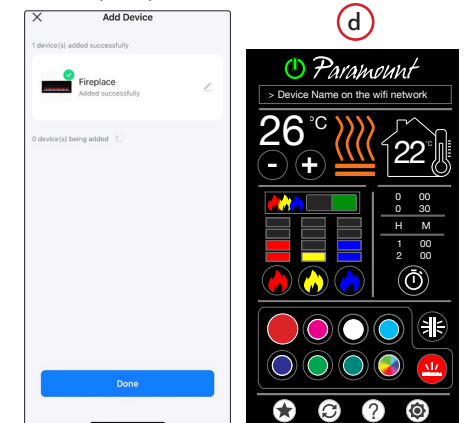 Add Device
1 device(s) added successfully
Fireplace
Added successfully
0 device(s) being added
Done
d
Paramount
> Device Name on the wifi network
26 °C
22 °c
- +
0 00
0 30
H M
1 00
2 00
?